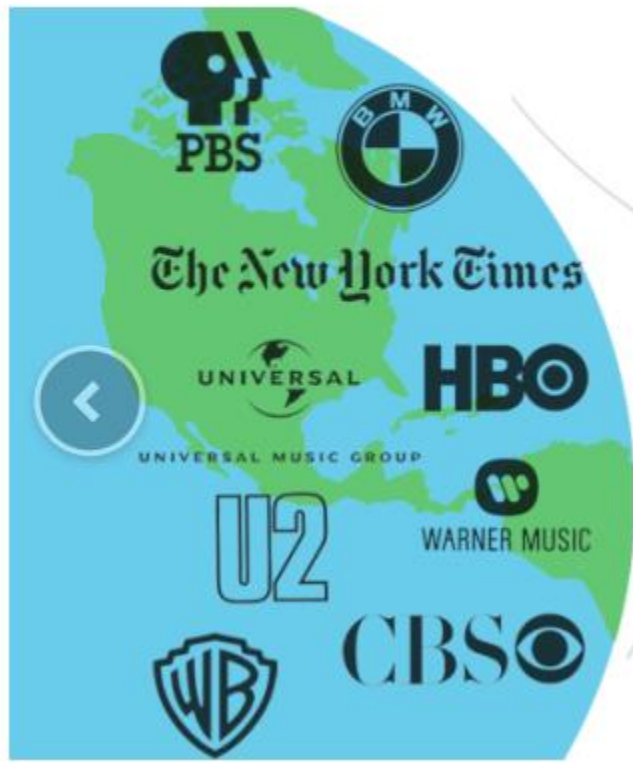 PBS
BMW
The New York Times
UNIVERSAL
HBO
UNIVERSAL MUSIC GROUP
U2
WARNER MUSIC
CBS
WB